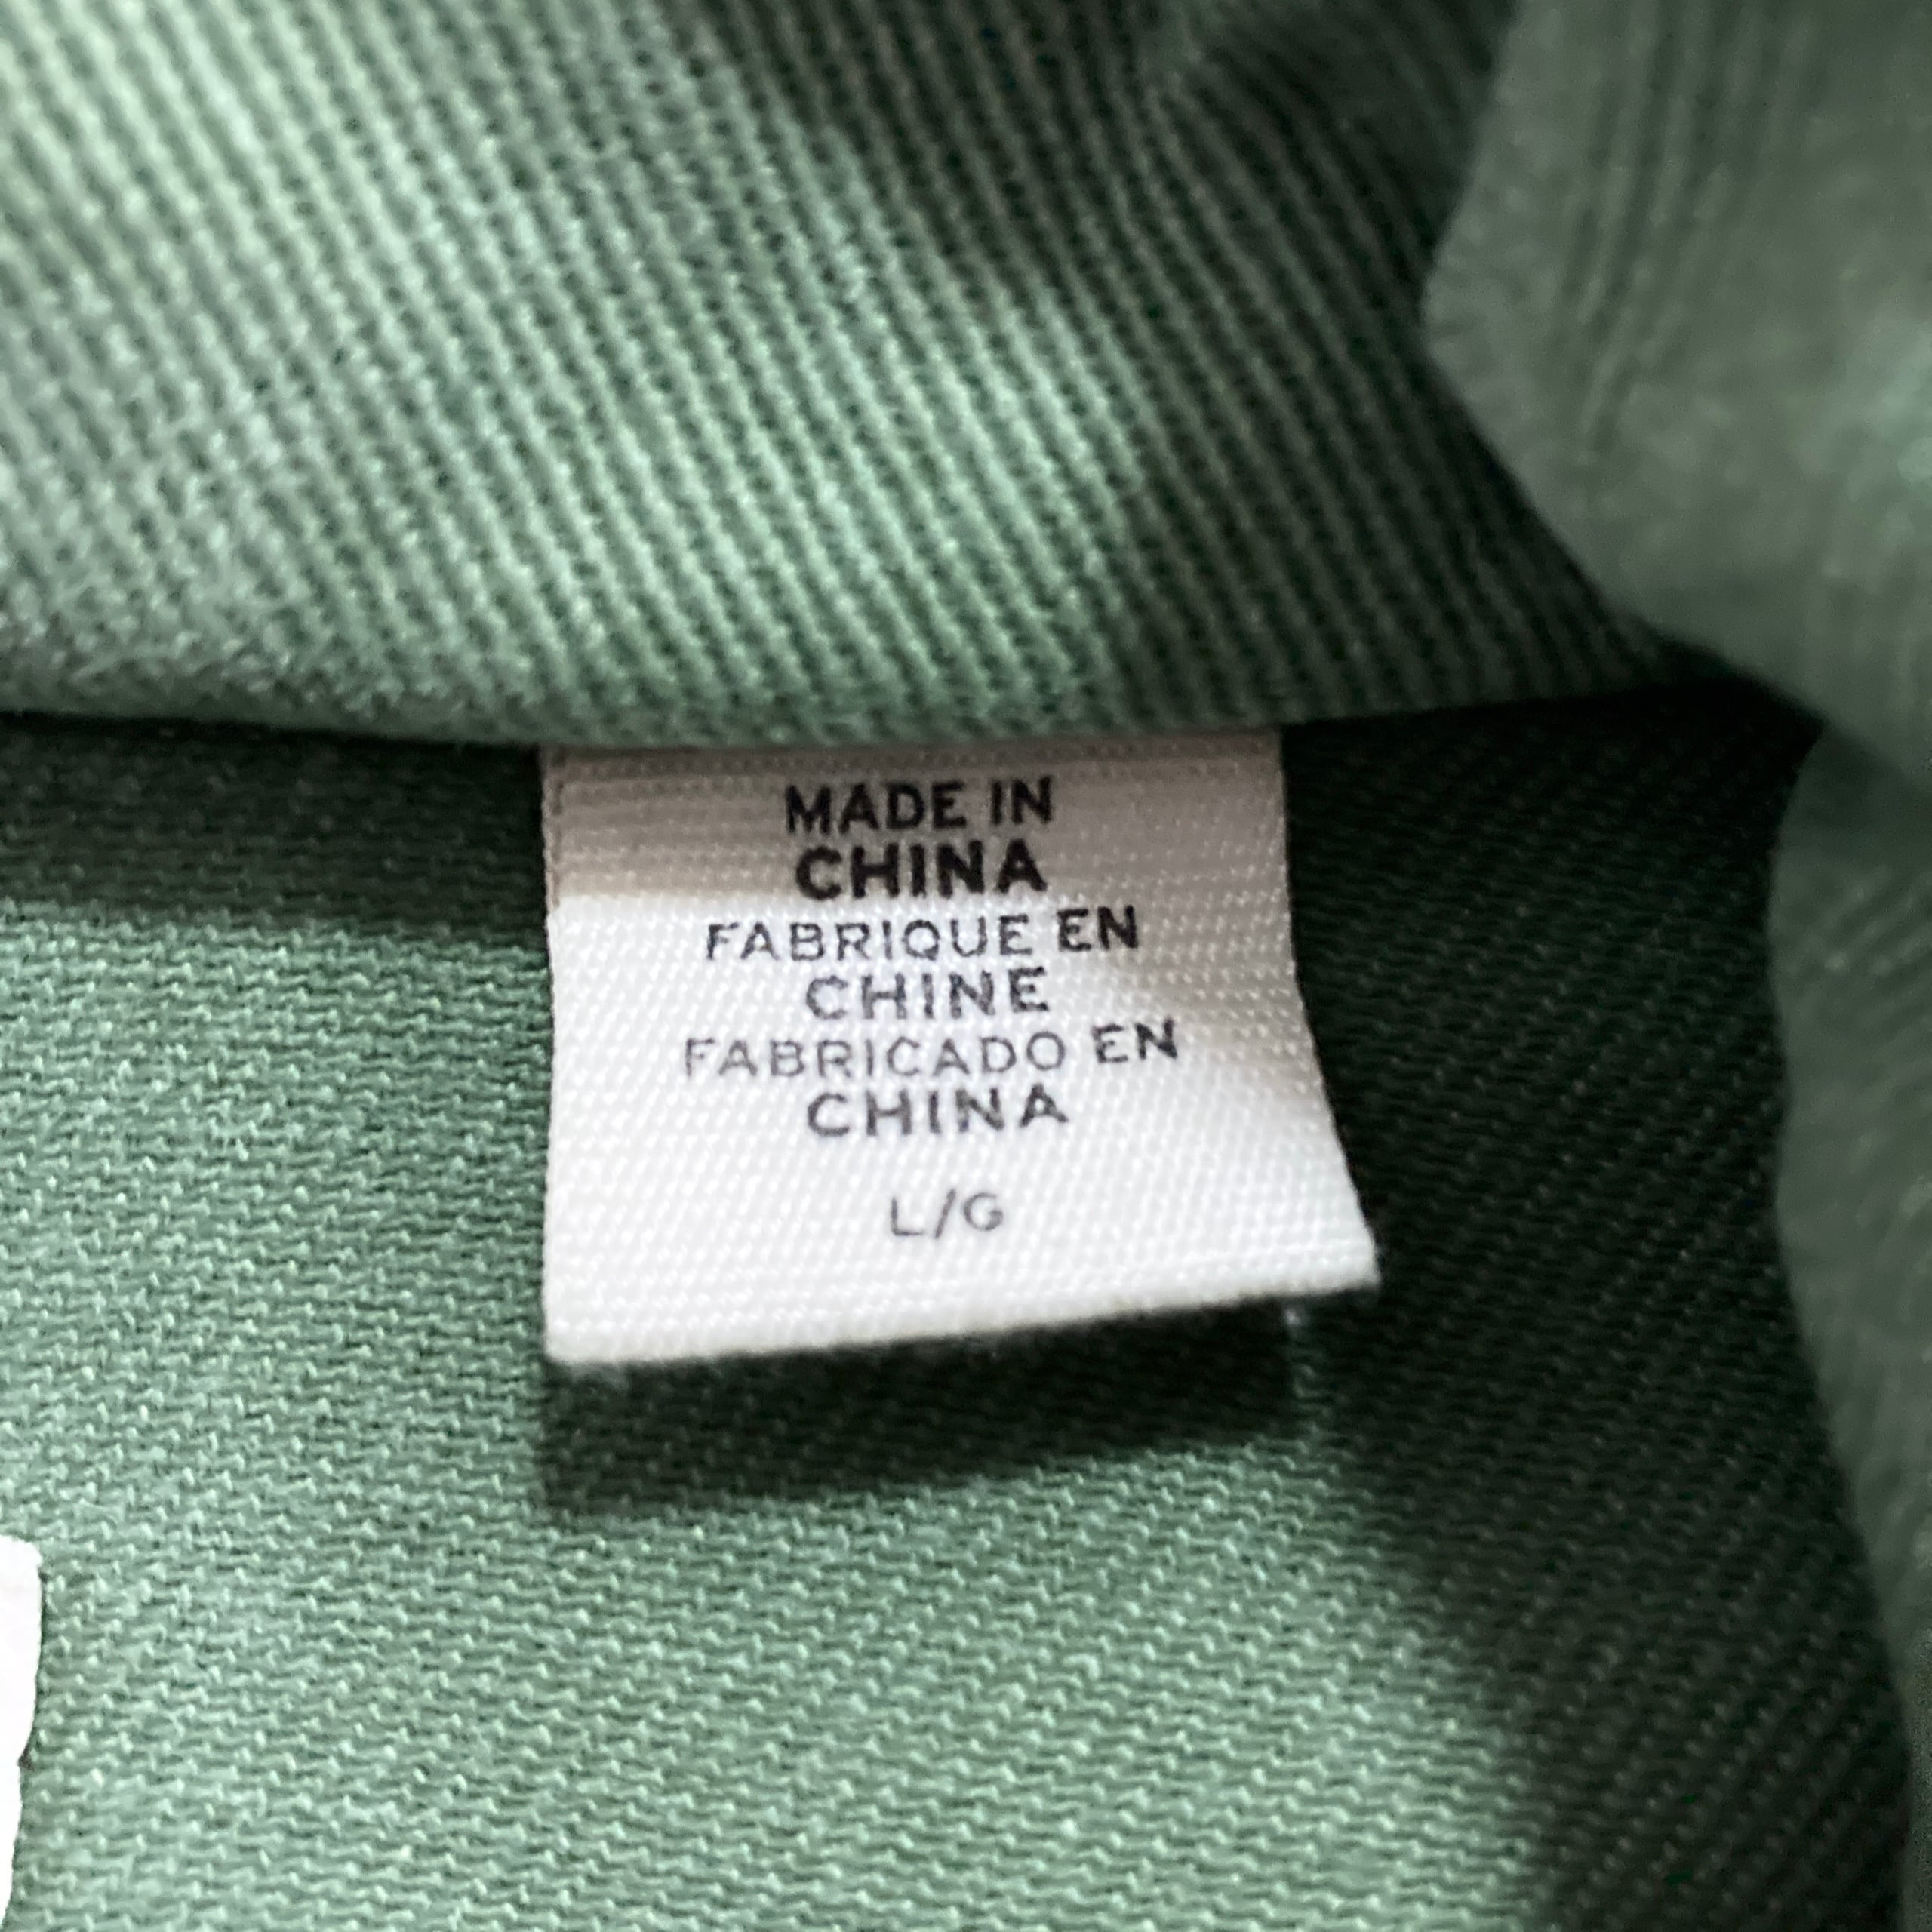 MADE IN
CHINA
FABRIQUE EN
CHINE
FABRICADO EN
CHINA
L/G